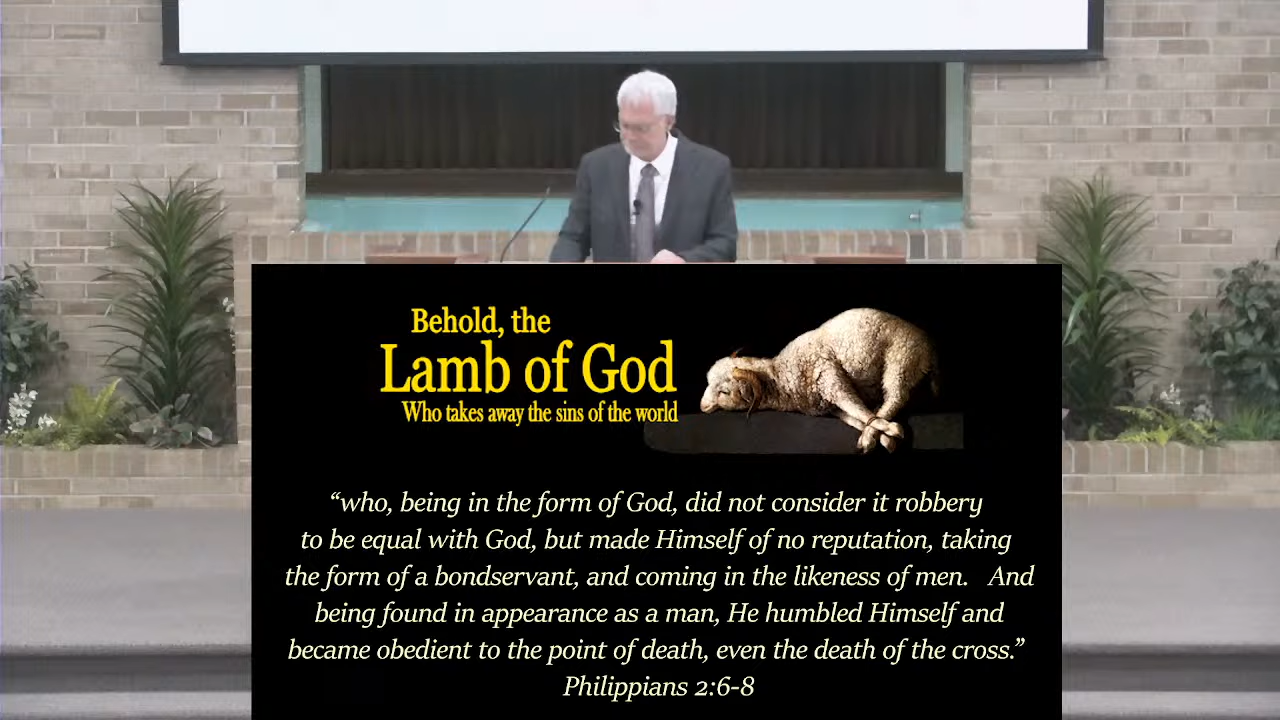 Behold, the
Lamb of God
Who takes away the sins of the world
“who, being in the form of God, did not consider it robbery
to be equal with God, but made Himself of no reputation, taking
the form of a bondservant, and coming in the likeness of men.   And
being found in appearance as a man, He humbled Himself and
became obedient to the point of death, even the death of the cross.”
Philippians 2:6-8